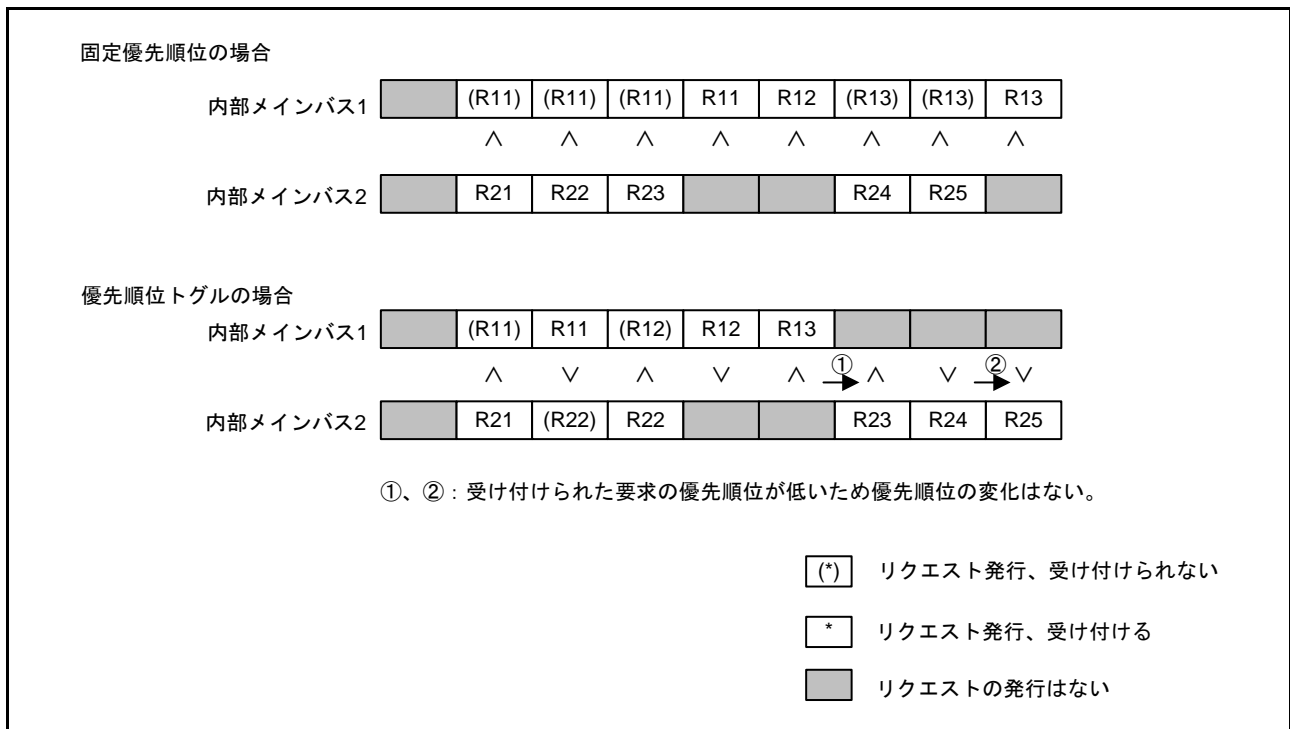 固定優先順位の場合
内部メインバス1 (R11) (R11) (R11) R11 R12 (R13) (R13) R13
∧ ∧ ∧ ∧ ∧ ∧ ∧ ∧
内部メインバス2 R21 R22 R23 R24 R25
優先順位トグルの場合
内部メインバス1 (R11) R11 (R12) R12 R13
∧ ∨ ∧ ∨ ∧ ① ∧ ∨ ② ∨
内部メインバス2 R21 (R22) R22 R23 R24 R25
①、②：受け付けられた要求の優先順位が低いため優先順位の変化はない。
(*) リクエスト発行、受け付けられない
* リクエスト発行、受け付ける
リクエストの発行はない